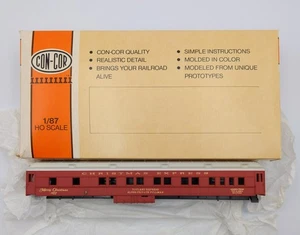 CON-COR
1/87
HO SCALE
• CON-COR QUALITY
• REALISTIC DETAIL
• BRINGS YOUR RAILROAD
ALIVE
• SIMPLE INSTRUCTIONS
• MOLDED IN COLOR
• MODELED FROM UNIQUE
PROTOTYPES
CHRISTMAS EXPRESS